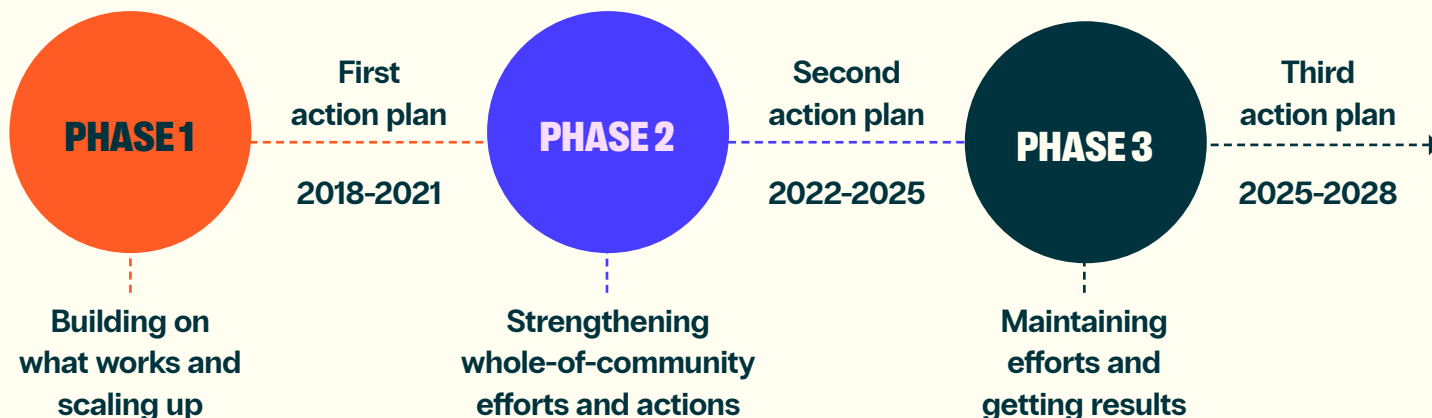 PHASE 1
First
action plan
2018-2021
Building on
what works and
scaling up
PHASE 2
Second
action plan
2022-2025
Strengthening
whole-of-community
efforts and actions
PHASE 3
Third
action plan
2025-2028
Maintaining
efforts and
getting results